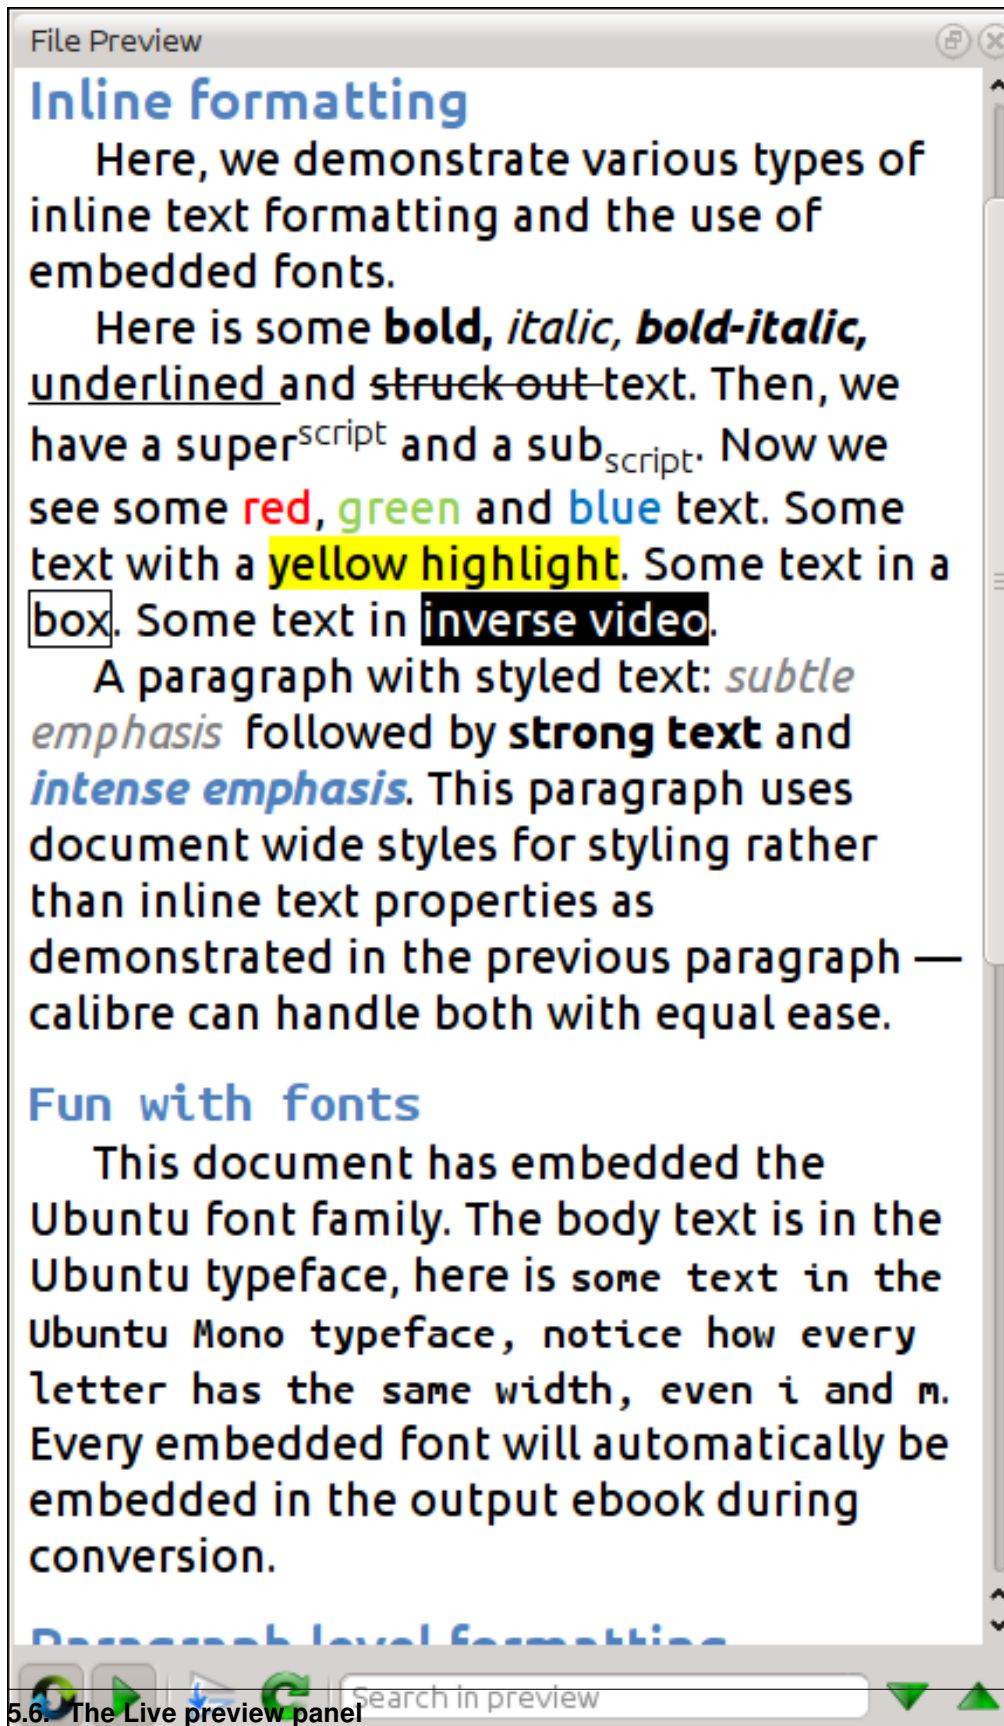 File Preview
Inline formatting
Here, we demonstrate various types of
inline text formatting and the use of
embedded fonts.
Here is some bold, italic, bold-italic,
underlined and struck out text. Then, we
have a superscript and a subscript. Now we
see some red, green and blue text. Some
text with a yellow highlight. Some text in a
box. Some text in inverse video.
A paragraph with styled text: subtle
emphasis followed by strong text and
intense emphasis. This paragraph uses
document wide styles for styling rather
than inline text properties as
demonstrated in the previous paragraph —
calibre can handle both with equal ease.
Fun with fonts
This document has embedded the
Ubuntu font family. The body text is in the
Ubuntu typeface, here is some text in the
Ubuntu Mono typeface, notice how every
letter has the same width, even i and m.
Every embedded font will automatically be
embedded in the output ebook during
conversion.
Paragraph level formatting
Search in preview
5.6. The Live preview panel